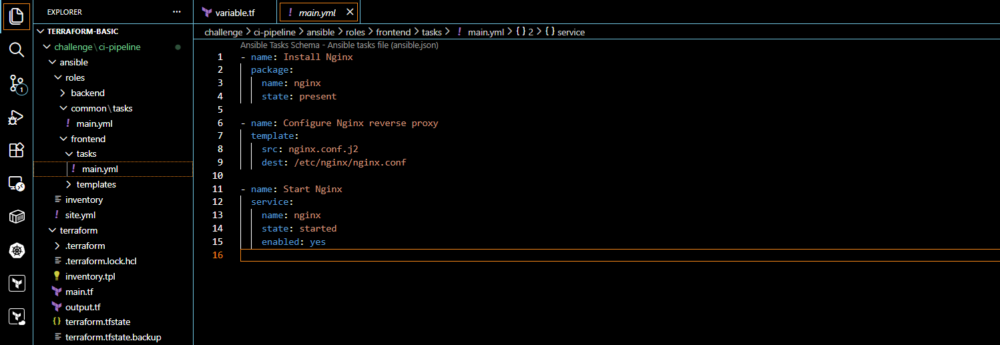 EXPLORER ...
TERRAFORM-BASIC
challenge\ci-pipeline
ansible
roles
backend
common\tasks
! main.yml
frontend
tasks
! main.yml
templates
inventory
! site.yml
terraform
.terraform
.terraform.lock.hcl
inventory.tpl
main.tf
output.tf
{} terraform.tfstate
terraform.tfstate.backup
1
variable.tf
! main.yml
challenge > ci-pipeline > ansible > roles > frontend > tasks > ! main.yml > {} 2 > {} service
Ansible Tasks Schema - Ansible tasks file (ansible.json)
1 - name: Install Nginx
2   package:
3     name: nginx
4     state: present
5
6 - name: Configure Nginx reverse proxy
7   template:
8     src: nginx.conf.j2
9     dest: /etc/nginx/nginx.conf
10
11 - name: Start Nginx
12   service:
13     name: nginx
14     state: started
15     enabled: yes
16